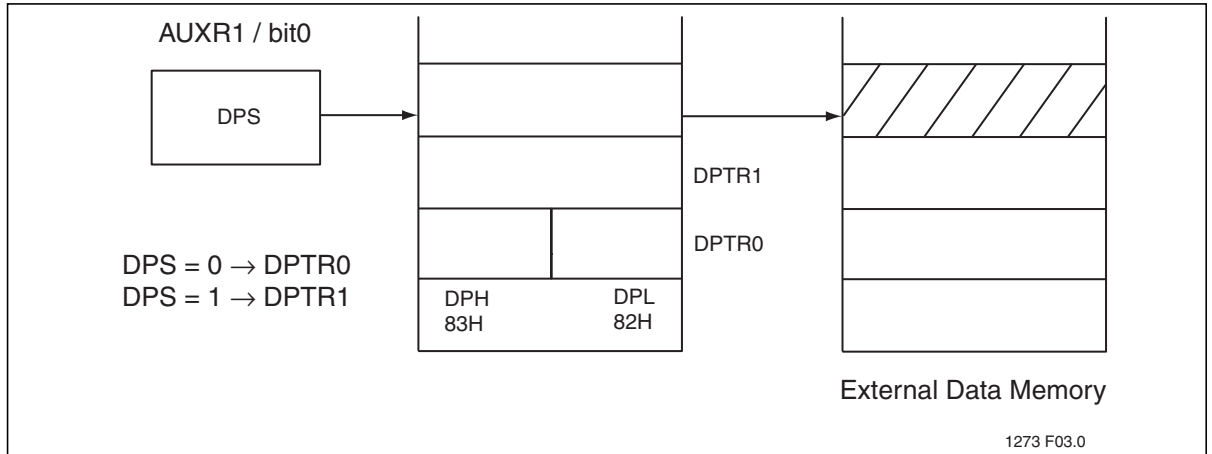 AUXR1 / bit0
DPS
DPTR1
DPTR0
DPS = 0 → DPTR0
DPS = 1 → DPTR1
DPH
83H
DPL
82H
External Data Memory
1273 F03.0